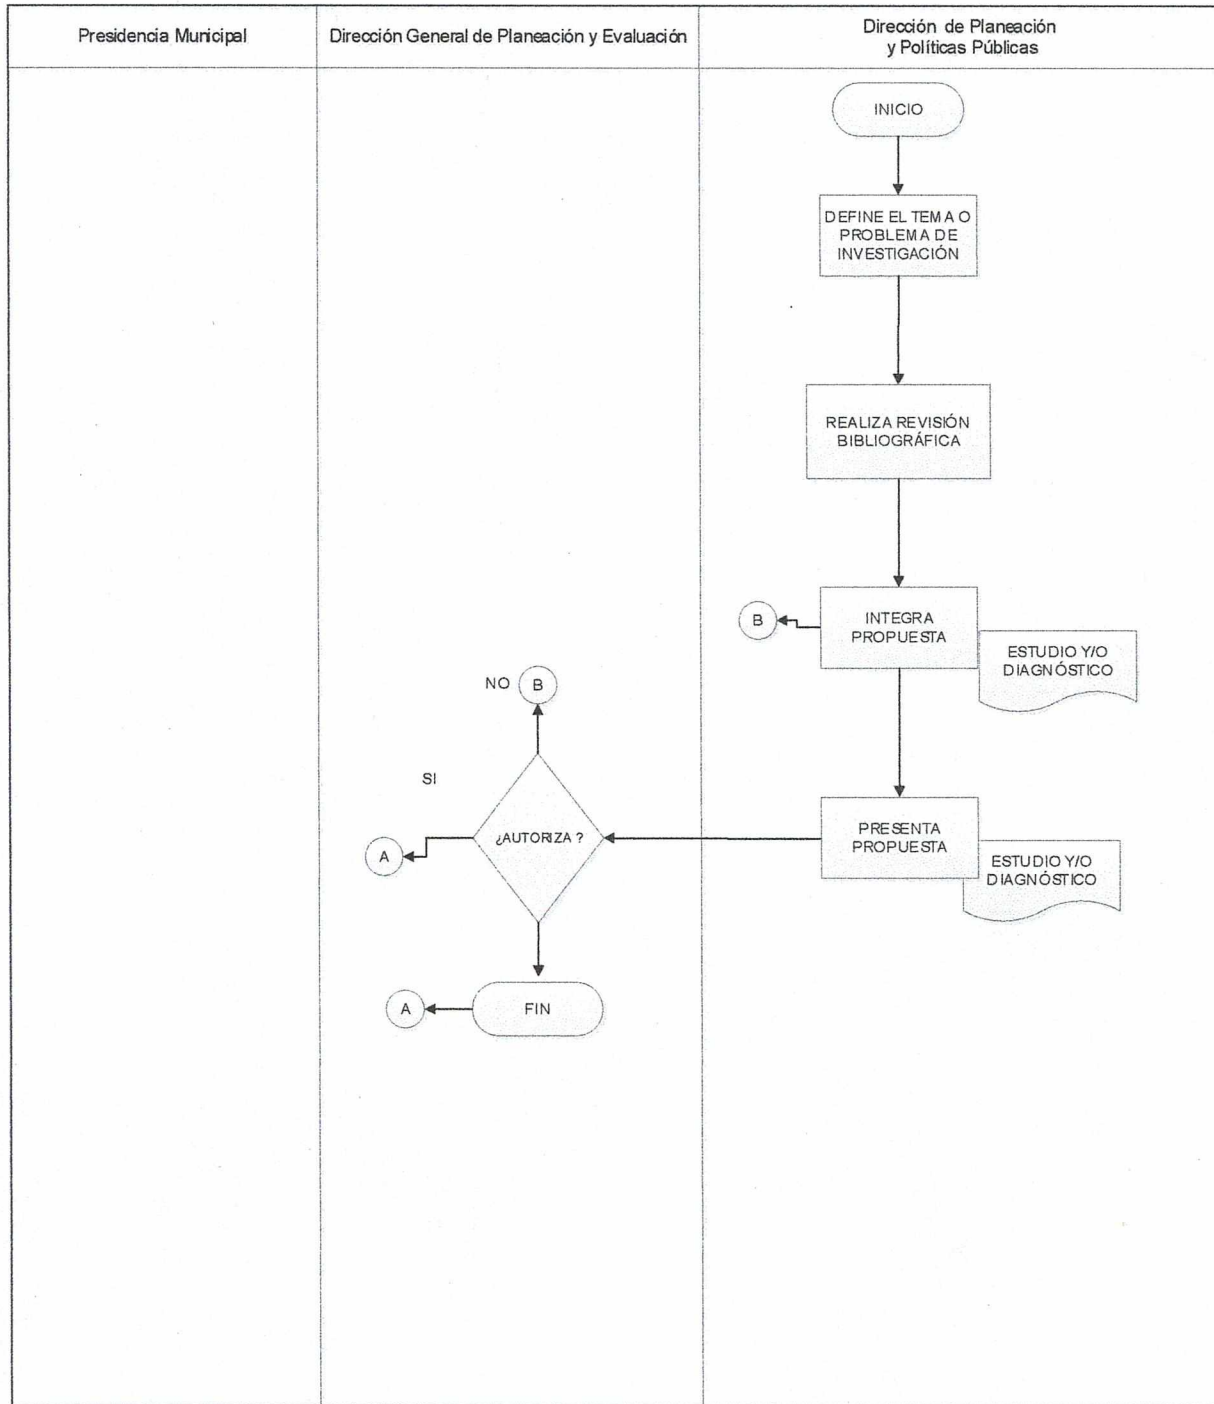 Presidencia Municipal
Dirección General de Planeación y Evaluación
Dirección de Planeación
y Políticas Públicas
INICIO
DEFINE EL TEMA O
PROBLEMA DE
INVESTIGACIÓN
REALIZA REVISIÓN
BIBLIOGRÁFICA
B
INTEGRA
PROPUESTA
ESTUDIO Y/O
DIAGNÓSTICO
NO
B
SI
A
¿AUTORIZA?
PRESENTA
PROPUESTA
ESTUDIO Y/O
DIAGNÓSTICO
A
FIN